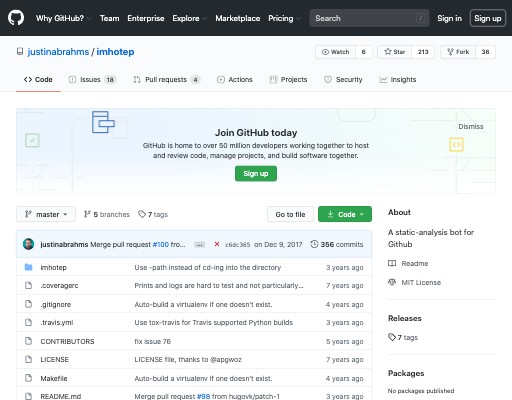 Why GitHub? Team Enterprise Explore Marketplace Pricing Search / Sign in Sign up
justinabrahms / imhotep Watch 6 Star 213 Fork 36
Code Issues 18 Pull requests 4 Actions Projects Security Insights
Dismiss
Join GitHub today
GitHub is home to over 50 million developers working together to host
and review code, manage projects, and build software together.
Sign up
master 5 branches 7 tags Go to file Code
justinabrahms Merge pull request #100 fro... ... c6dc365 on Dec 9, 2017 356 commits
imhotep Use -path instead of cd-ing into the directory 3 years ago
.coveragerc Prints and logs are hard to test and not particularly... 7 years ago
.gitignore Auto-build a virtualenv if one doesn't exist. 4 years ago
.travis.yml Use tox-travis for Travis supported Python builds 3 years ago
CONTRIBUTORS fix issue 76 5 years ago
LICENSE LICENSE file, thanks to @apgwoz 7 years ago
Makefile Auto-build a virtualenv if one doesn't exist. 4 years ago
README.md Merge pull request #98 from hugovk/patch-1 3 years ago
About
A static-analysis bot for
Github
Readme
MIT License
Releases
7 tags
Packages
No packages published